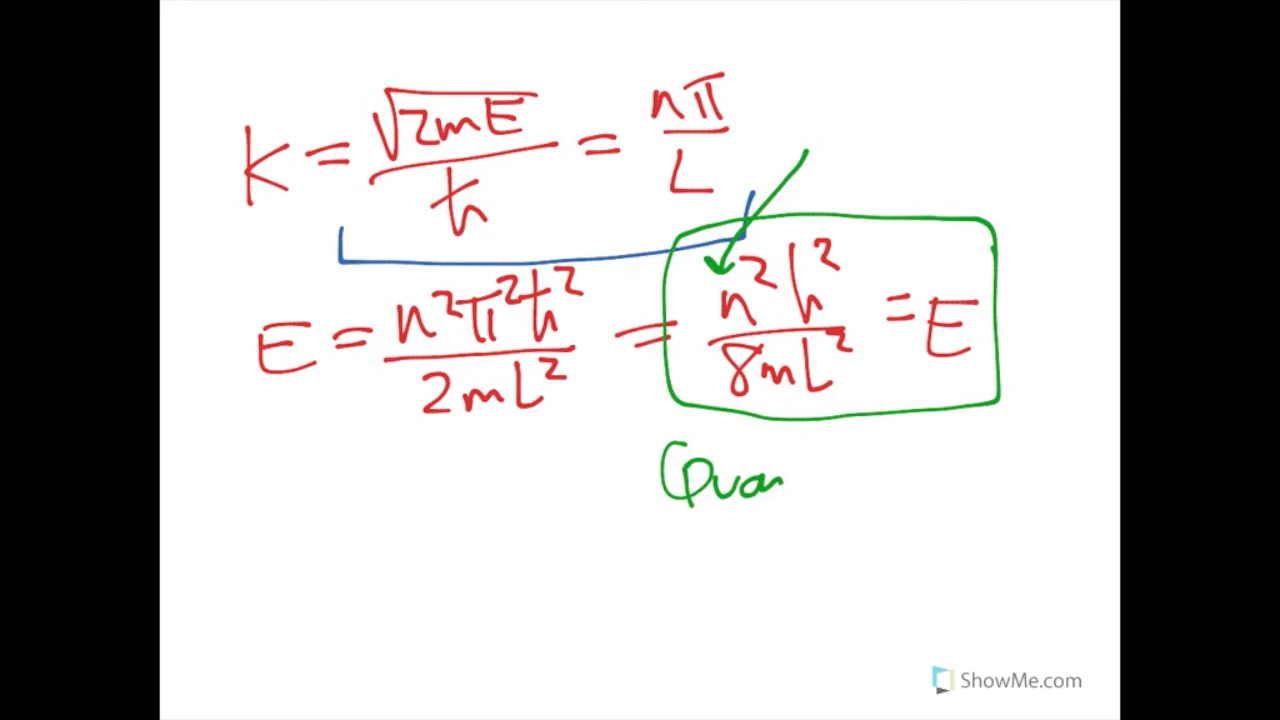 K = √2mE / ħ = nπ / L
E = n²π²ħ² / 2mL² = n²h² / 8mL² = E
Quan
ShowMe.com